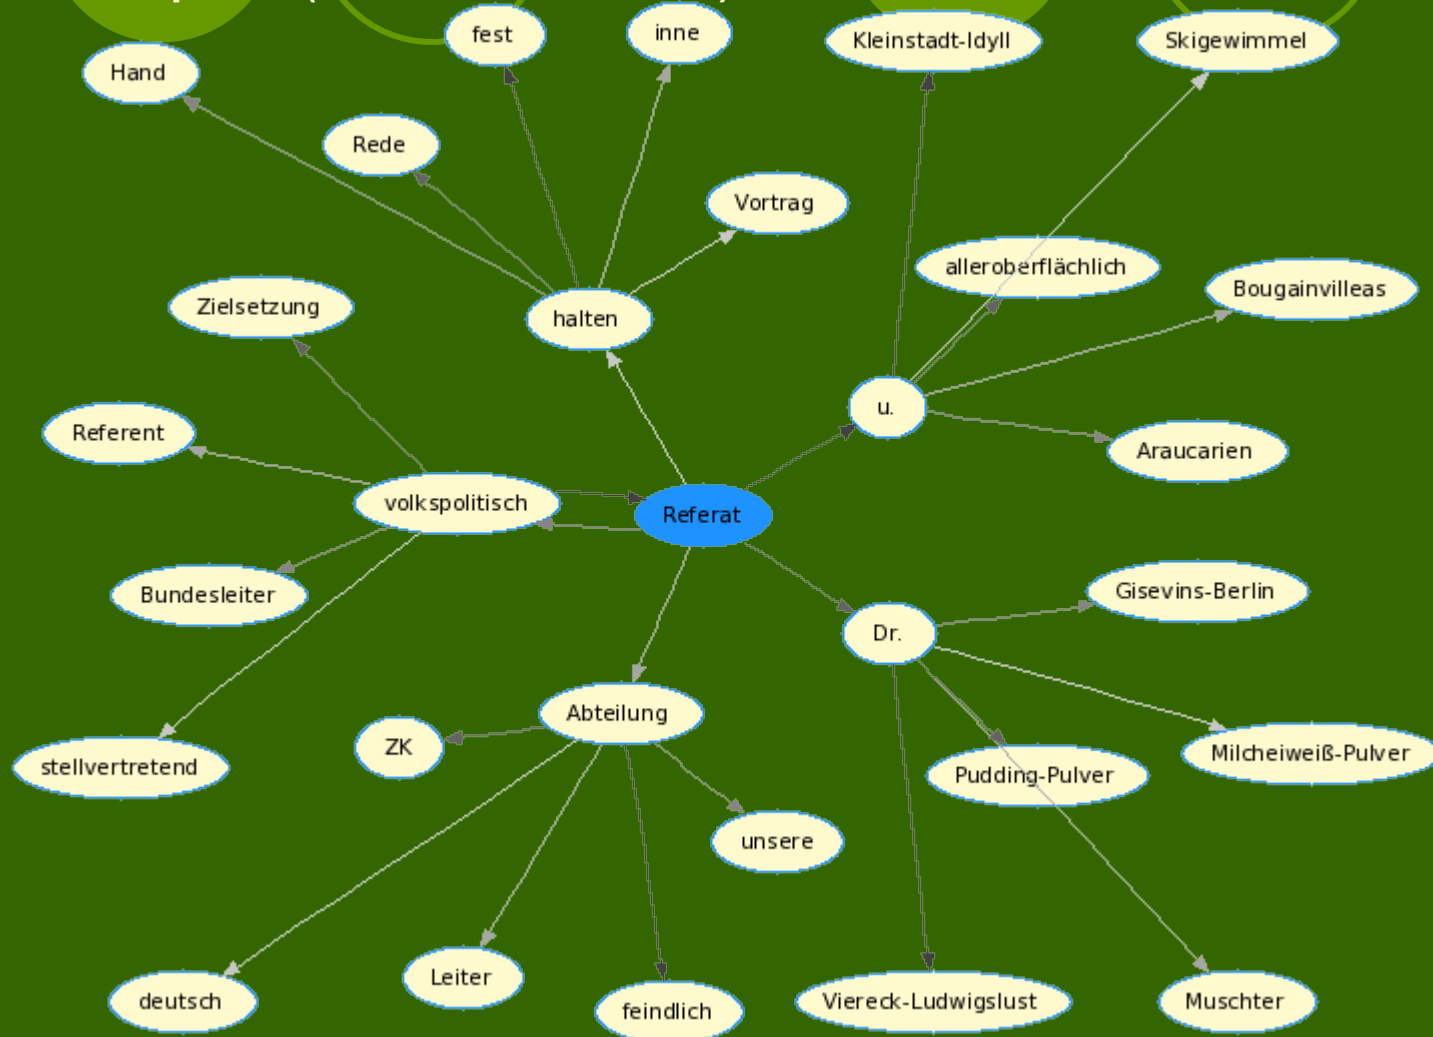 fest
inne
Kleinstadt-Idyll
Skigewimmel
Hand
Rede
Vortrag
alleroberflächlich
Bougainvilleas
Zielsetzung
halten
u.
Referent
Araucarien
volkspolitisch
Referat
Bundesleiter
Gisevins-Berlin
Dr.
Abteilung
ZK
stellvertretend
Pudding-Pulver
Milcheiweiß-Pulver
unsere
Leiter
deutsch
feindlich
Viereck-Ludwigslust
Muschter